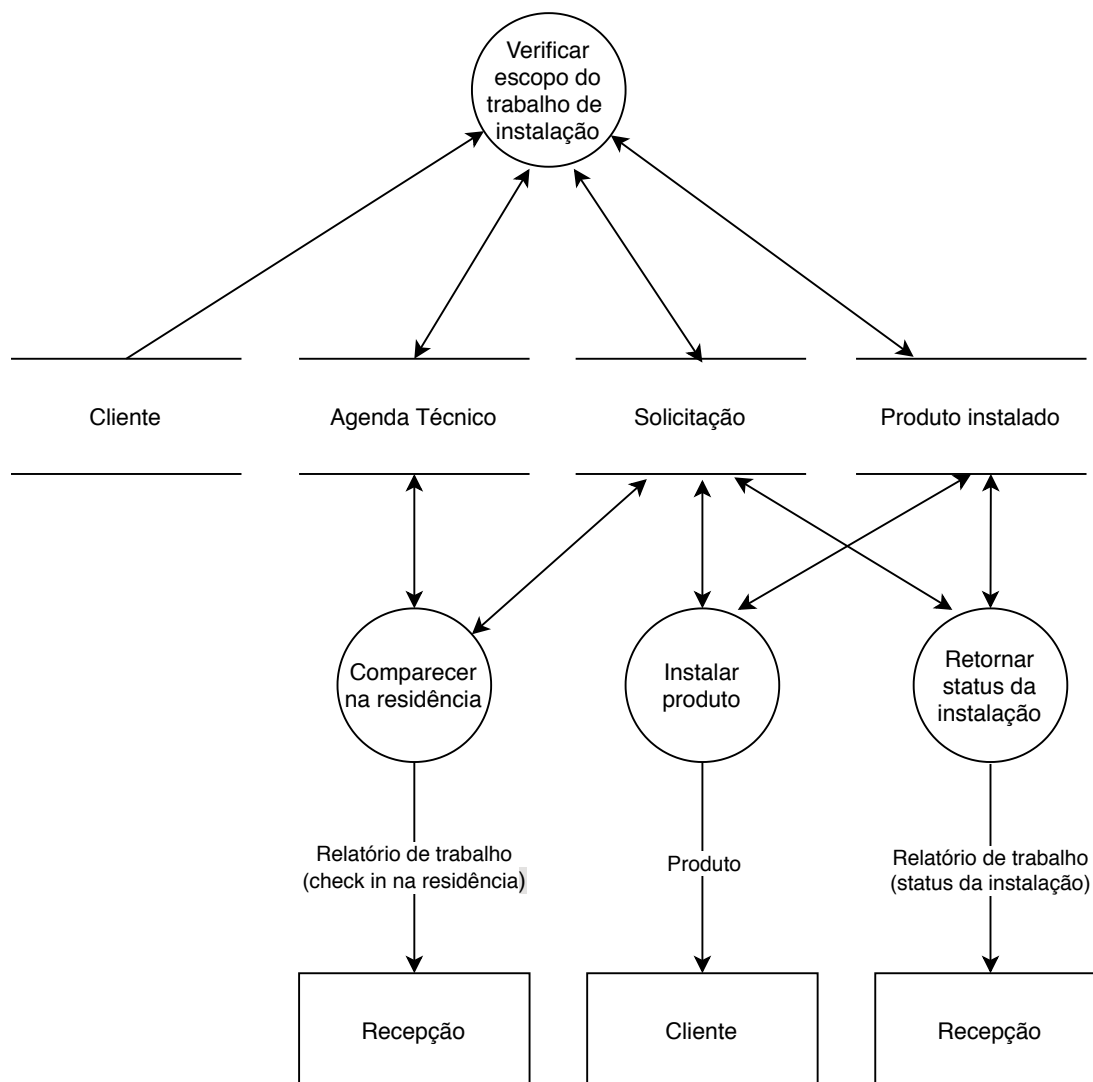 Verificar
escopo do
trabalho de
instalação
Cliente
Agenda Técnico
Solicitação
Produto instalado
Comparecer
na residência
Instalar
produto
Retornar
status da
instalação
Relatório de trabalho
(check in na residência)
Produto
Relatório de trabalho
(status da instalação)
Recepção
Cliente
Recepção